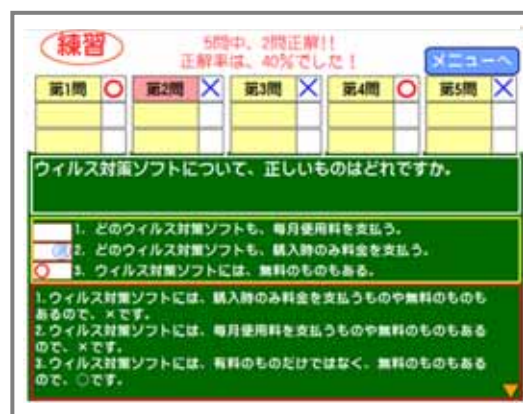 練習
5問中、2問正解!!
正解率は、40%でした!
メニューへ
第1問 ○ 第2問 × 第3問 × 第4問 ○ 第5問 ×
ウィルス対策ソフトについて、正しいものはどれですか。
1. どのウィルス対策ソフトも、毎月使用料を支払う。
2. どのウィルス対策ソフトも、購入時のみ料金を支払う。
○ 3. ウィルス対策ソフトには、無料のものもある。
1.ウィルス対策ソフトには、購入時のみ料金を支払うものや無料のものも
あるので、×です。
2.ウィルス対策ソフトには、毎月使用料を支払うものや無料のものもある
ので、×です。
3.ウィルス対策ソフトには、有料のものだけではなく、無料のものもある
ので、○です。